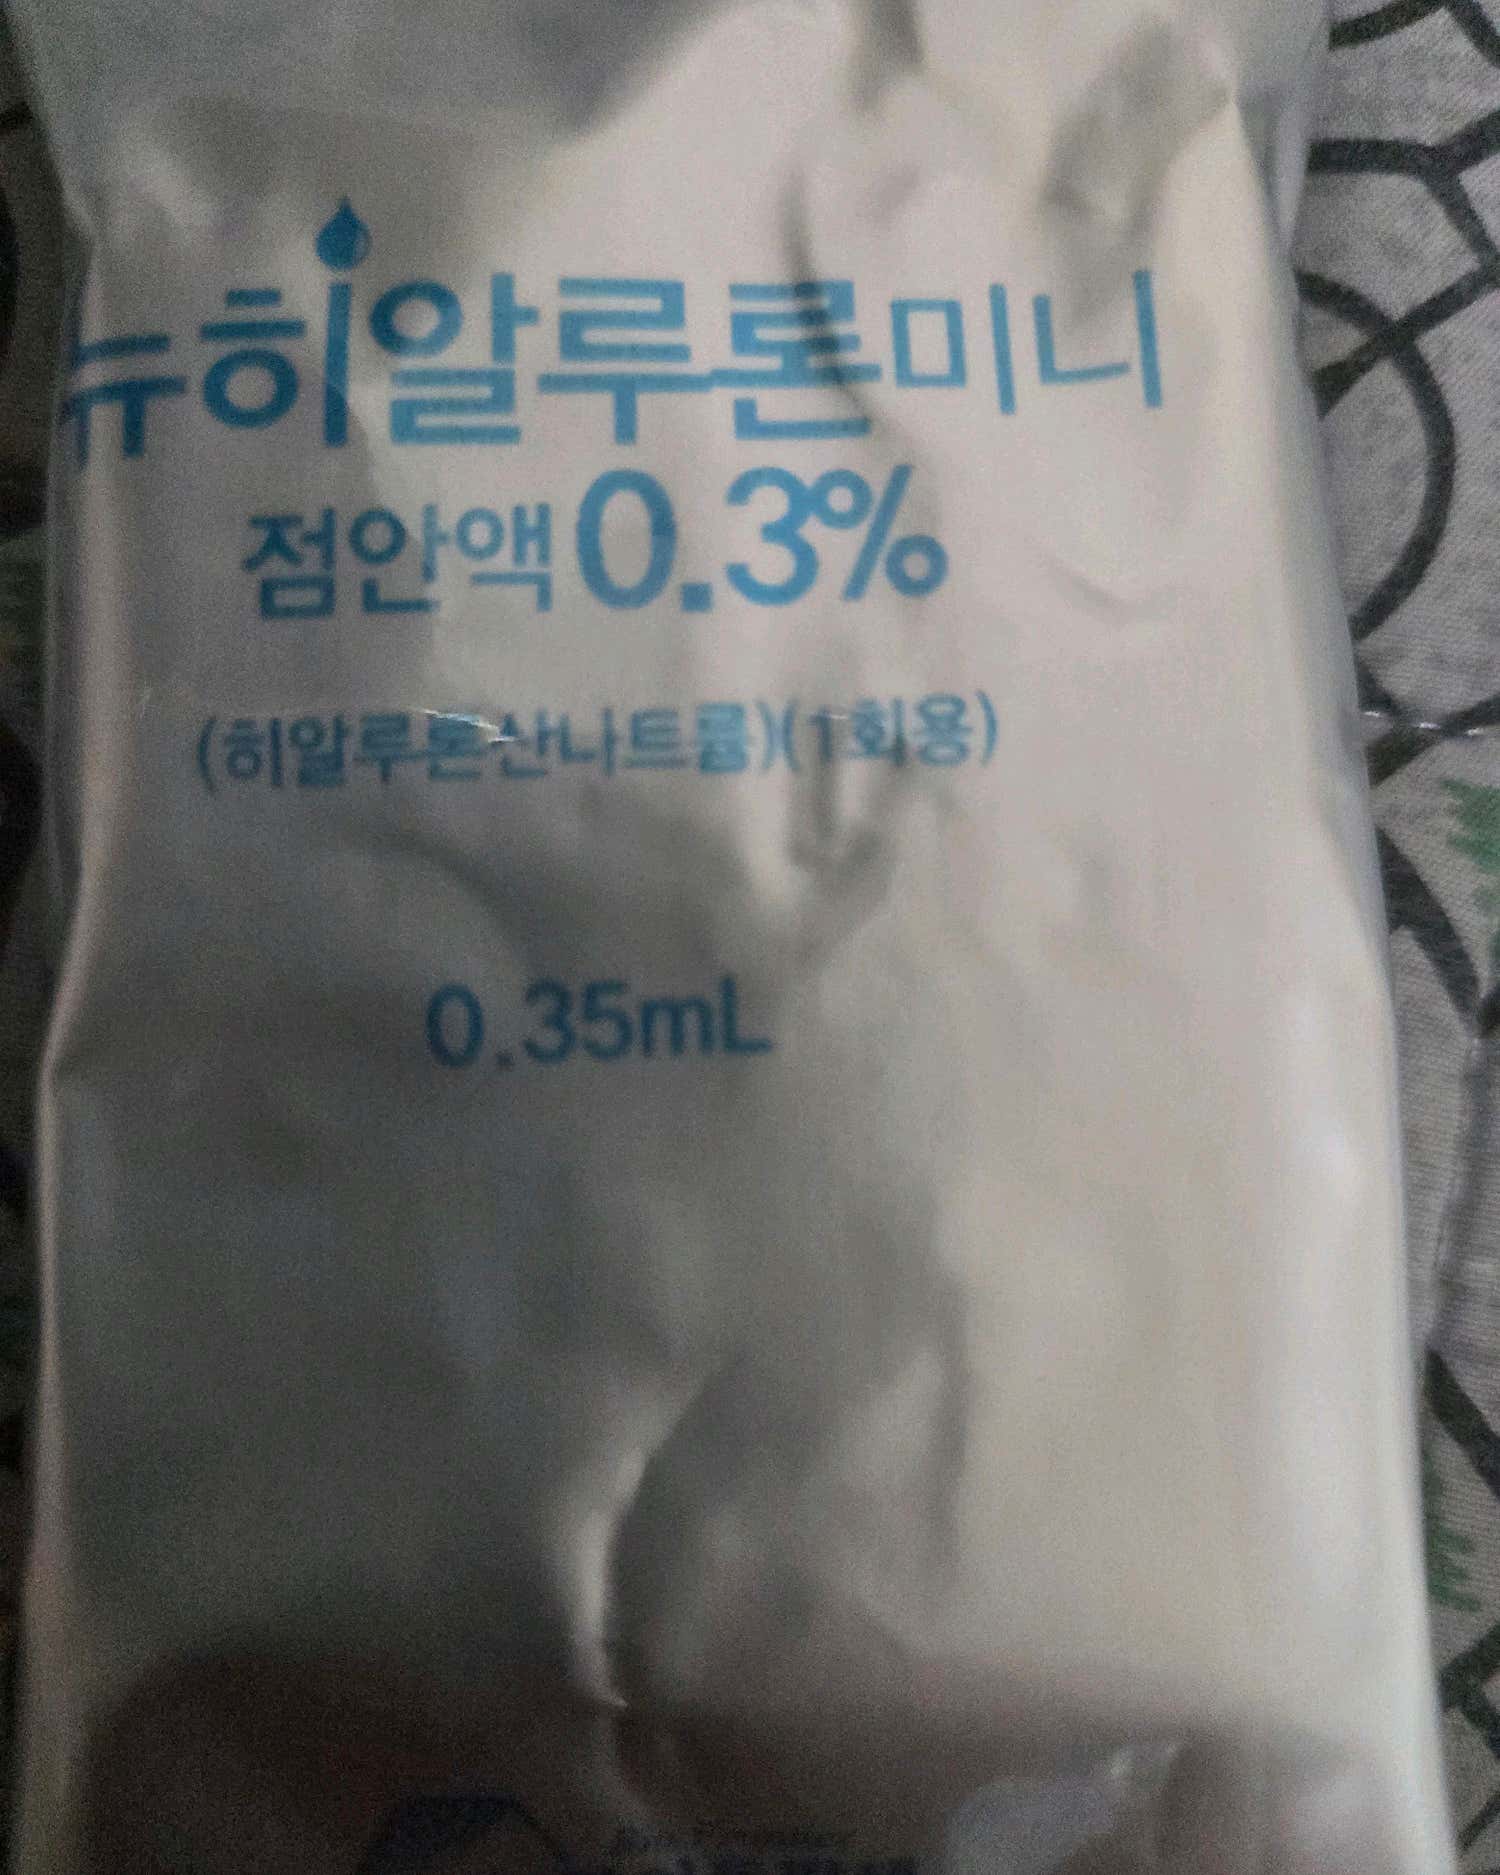 뉴히알루론미니
점안액 0.3%
(히알루론산나트륨)(1회용)
0.35mL